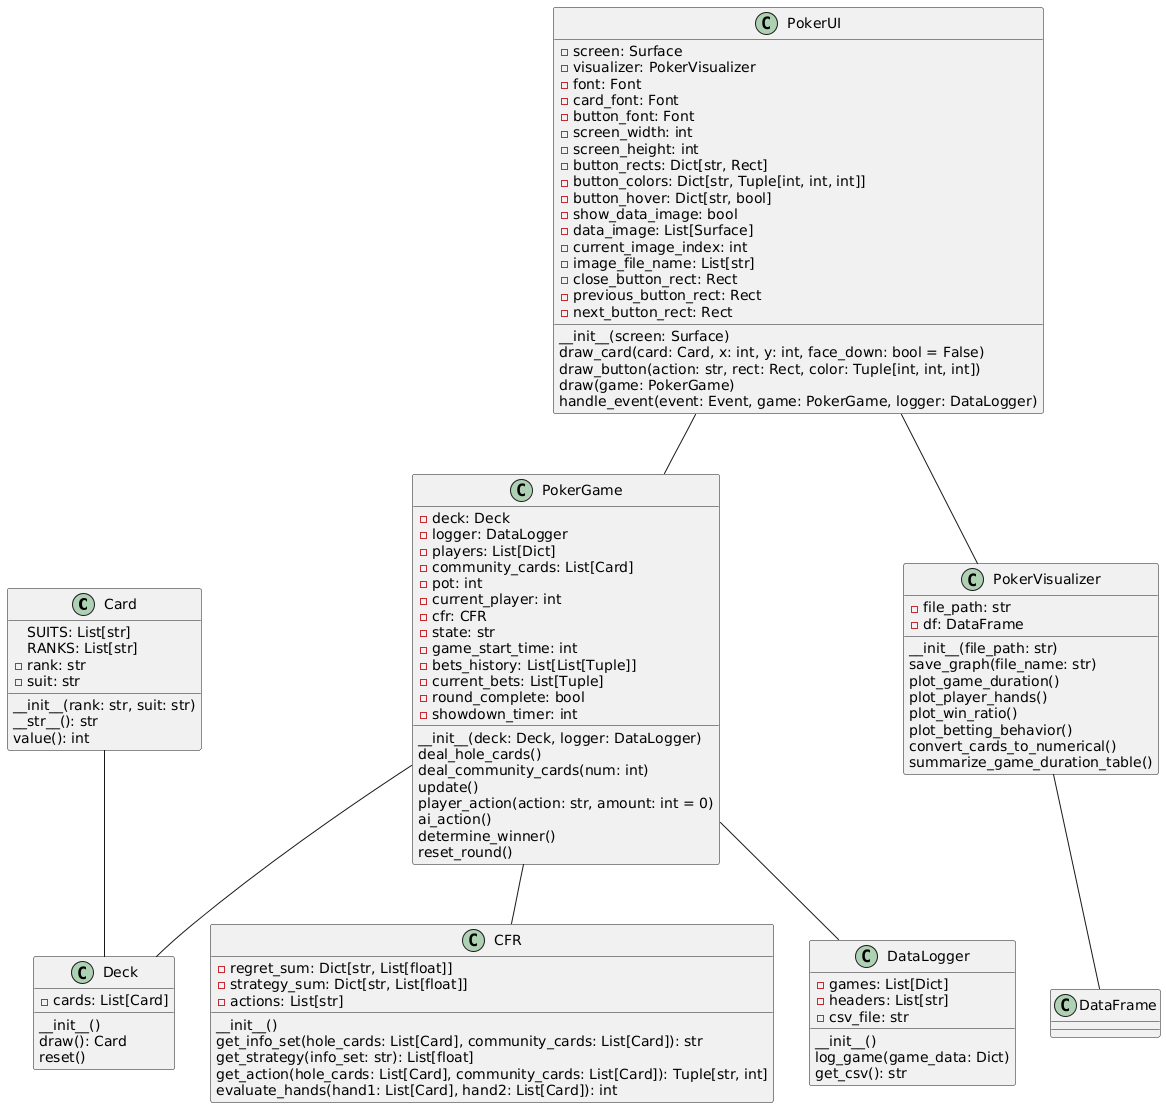 C PokerUI
screen: Surface
visualizer: PokerVisualizer
font: Font
card_font: Font
button_font: Font
screen_width: int
screen_height: int
button_rects: Dict[str, Rect]
button_colors: Dict[str, Tuple[int, int, int]]
button_hover: Dict[str, bool]
show_data_image: bool
data_image: List[Surface]
current_image_index: int
image_file_name: List[str]
close_button_rect: Rect
previous_button_rect: Rect
next_button_rect: Rect
__init__(screen: Surface)
draw_card(card: Card, x: int, y: int, face_down: bool = False)
draw_button(action: str, rect: Rect, color: Tuple[int, int, int])
draw(game: PokerGame)
handle_event(event: Event, game: PokerGame, logger: DataLogger)
C PokerGame
deck: Deck
logger: DataLogger
players: List[Dict]
community_cards: List[Card]
pot: int
current_player: int
cfr: CFR
state: str
game_start_time: int
bets_history: List[List[Tuple]]
current_bets: List[Tuple]
round_complete: bool
showdown_timer: int
__init__(deck: Deck, logger: DataLogger)
deal_hole_cards()
deal_community_cards(num: int)
update()
player_action(action: str, amount: int = 0)
ai_action()
determine_winner()
reset_round()
C PokerVisualizer
file_path: str
df: DataFrame
__init__(file_path: str)
save_graph(file_name: str)
plot_game_duration()
plot_player_hands()
plot_win_ratio()
plot_betting_behavior()
convert_cards_to_numerical()
summarize_game_duration_table()
C Card
SUITS: List[str]
RANKS: List[str]
rank: str
suit: str
__init__(rank: str, suit: str)
__str__(): str
value(): int
C Deck
cards: List[Card]
__init__()
draw(): Card
reset()
C CFR
regret_sum: Dict[str, List[float]]
strategy_sum: Dict[str, List[float]]
actions: List[str]
__init__()
get_info_set(hole_cards: List[Card], community_cards: List[Card]): str
get_strategy(info_set: str): List[float]
get_action(hole_cards: List[Card], community_cards: List[Card]): Tuple[str, int]
evaluate_hands(hand1: List[Card], hand2: List[Card]): int
C DataLogger
games: List[Dict]
headers: List[str]
csv_file: str
__init__()
log_game(game_data: Dict)
get_csv(): str
C DataFrame